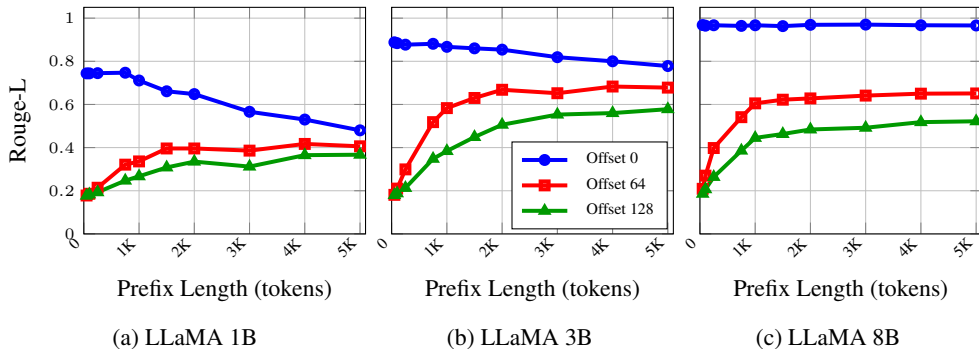 Rouge-L
1
0.8
0.6
0.4
0.2
0
0 1K 2K 3K 4K 5K
Prefix Length (tokens)
(a) LLaMA 1B
0 1K 2K 3K 4K 5K
Offset 0
Offset 64
Offset 128
Prefix Length (tokens)
(b) LLaMA 3B
0 1K 2K 3K 4K 5K
Prefix Length (tokens)
(c) LLaMA 8B